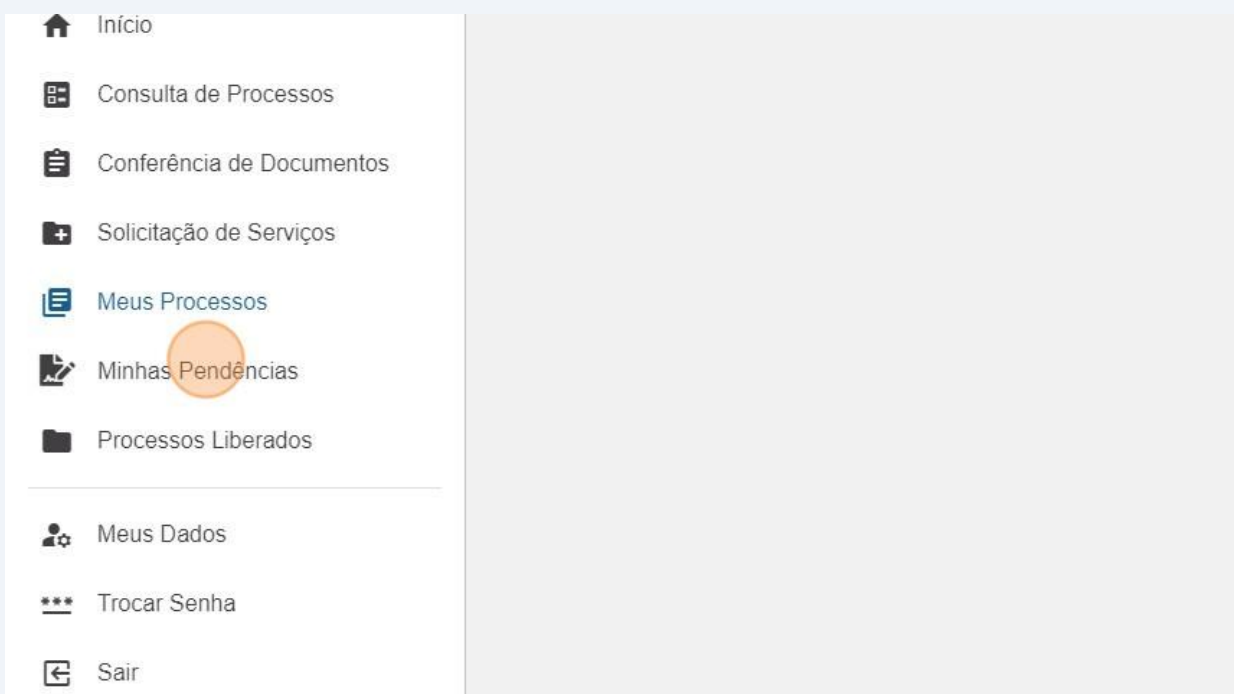 Início
Consulta de Processos
Conferência de Documentos
Solicitação de Serviços
Meus Processos
Minhas Pendências
Processos Liberados
Meus Dados
Trocar Senha
Sair